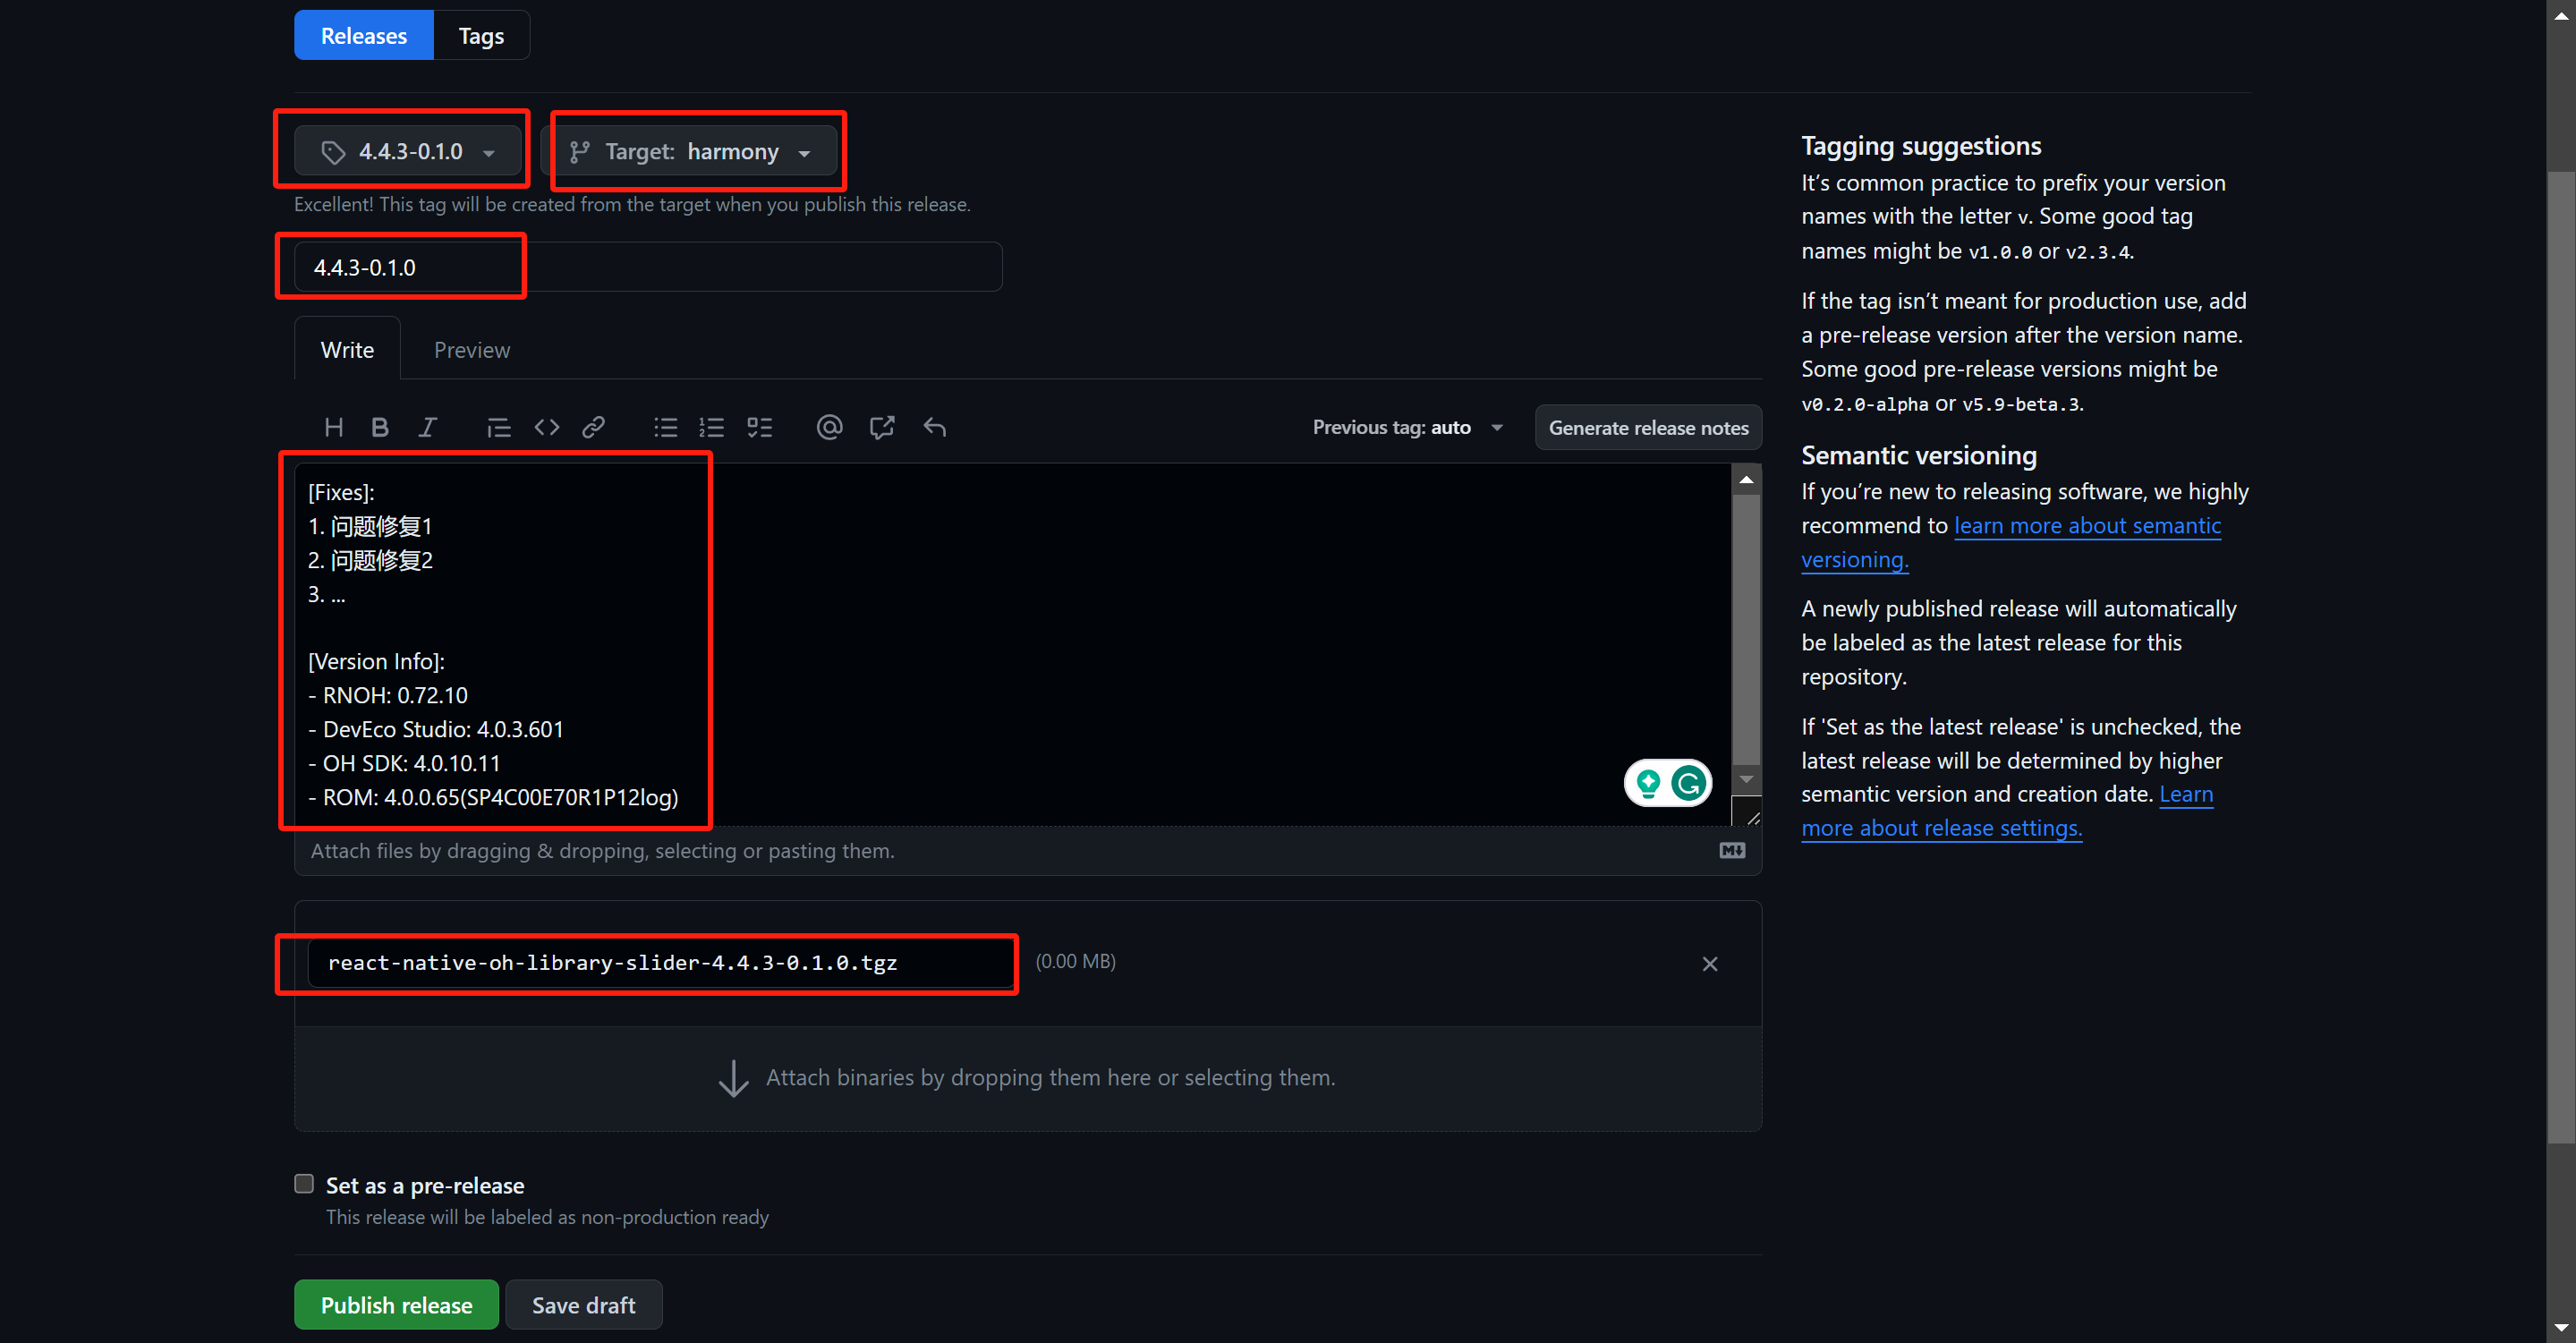 Releases
Tags
4.4.3-0.1.0
Target: harmony
Excellent! This tag will be created from the target when you publish this release.
4.4.3-0.1.0
Write
Preview
H B I
Previous tag: auto
Generate release notes
[Fixes]:
1. 问题修复1
2. 问题修复2
3. ...
[Version Info]:
- RNOH: 0.72.10
- DevEco Studio: 4.0.3.601
- OH SDK: 4.0.10.11
- ROM: 4.0.0.65(SP4C00E70R1P12log)
Attach files by dragging & dropping, selecting or pasting them.
react-native-oh-library-slider-4.4.3-0.1.0.tgz
(0.00 MB)
Attach binaries by dropping them here or selecting them.
Set as a pre-release
This release will be labeled as non-production ready
Publish release
Save draft
Tagging suggestions
It’s common practice to prefix your version
names with the letter v. Some good tag
names might be v1.0.0 or v2.3.4.
If the tag isn’t meant for production use, add
a pre-release version after the version name.
Some good pre-release versions might be
v0.2.0-alpha or v5.9-beta.3.
Semantic versioning
If you’re new to releasing software, we highly
recommend to learn more about semantic
versioning.
A newly published release will automatically
be labeled as the latest release for this
repository.
If 'Set as the latest release' is unchecked, the
latest release will be determined by higher
semantic version and creation date. Learn
more about release settings.